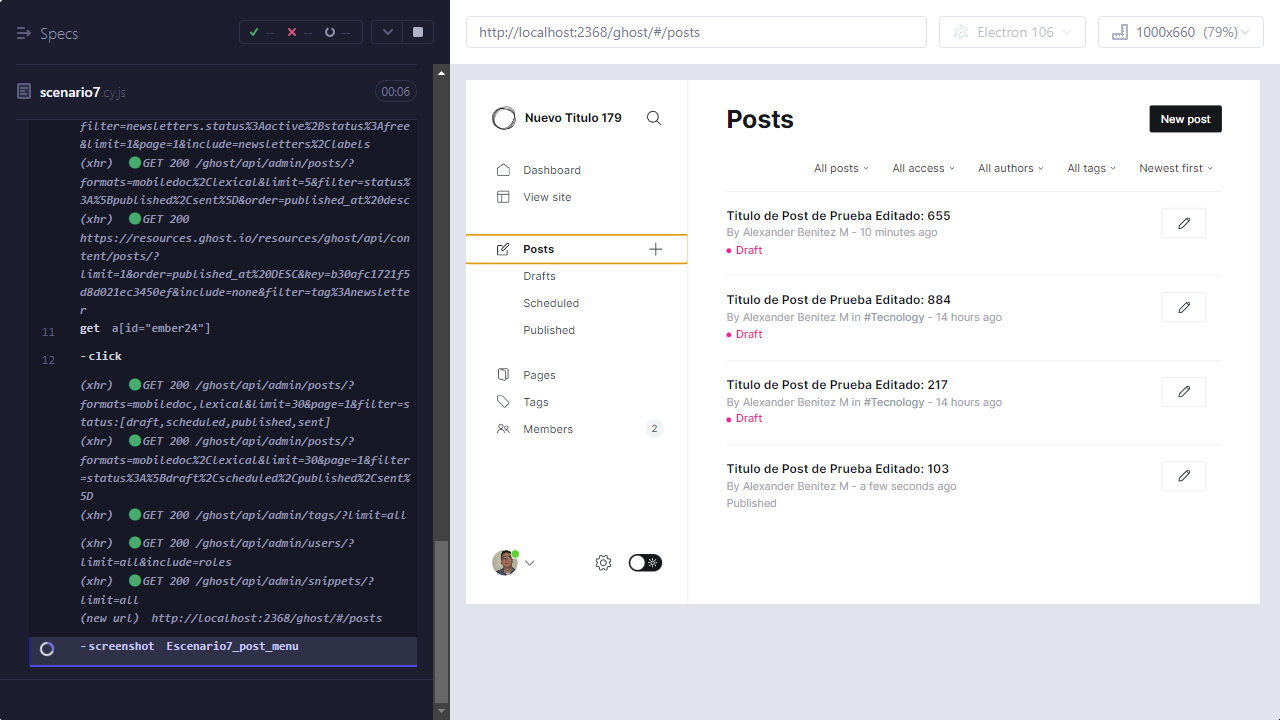 Specs
-- -- --
scenario7.cy.js 00:06
filter=newsletters.status%3Aactive%2Bstatus%3Afree
&limit=1&page=1&include=newsletters%2Clabels
(xhr) GET 200 /ghost/api/admin/posts/?
formats=mobiledoc%2Clexical&limit=5&filter=status%
3A%5Bpublished%2Csent%5D&order=published_at%20desc
(xhr) GET 200
https://resources.ghost.io/resources/ghost/api/con
tent/posts/?
limit=1&order=published_at%20DESC&key=b30afc1721f5
d8d021ec3450ef&include=none&filter=tag%3Anewslette
r
11 get a[id="ember24"]
12 -click
(xhr) GET 200 /ghost/api/admin/posts/?
formats=mobiledoc,lexical&limit=30&page=1&filter=s
tatus:[draft,scheduled,published,sent]
(xhr) GET 200 /ghost/api/admin/posts/?
formats=mobiledoc%2Clexical&limit=30&page=1&filter
=status%3A%5Bdraft%2Cscheduled%2Cpublished%2Csent%
5D
(xhr) GET 200 /ghost/api/admin/tags/?limit=all
(xhr) GET 200 /ghost/api/admin/users/?
limit=all&include=roles
(xhr) GET 200 /ghost/api/admin/snippets/?
limit=all
(new url) http://localhost:2368/ghost/#/posts
-screenshot Escenario7_post_menu
http://localhost:2368/ghost/#/posts
Electron 106
1000x660 (79%)
Nuevo Titulo 179
Dashboard
View site
Posts
Drafts
Scheduled
Published
Pages
Tags
Members 2
Posts
New post
All posts All access All authors All tags Newest first
Titulo de Post de Prueba Editado: 655
By Alexander Benitez M - 10 minutes ago
Draft
Titulo de Post de Prueba Editado: 884
By Alexander Benitez M in #Tecnology - 14 hours ago
Draft
Titulo de Post de Prueba Editado: 217
By Alexander Benitez M in #Tecnology - 14 hours ago
Draft
Titulo de Post de Prueba Editado: 103
By Alexander Benitez M - a few seconds ago
Published